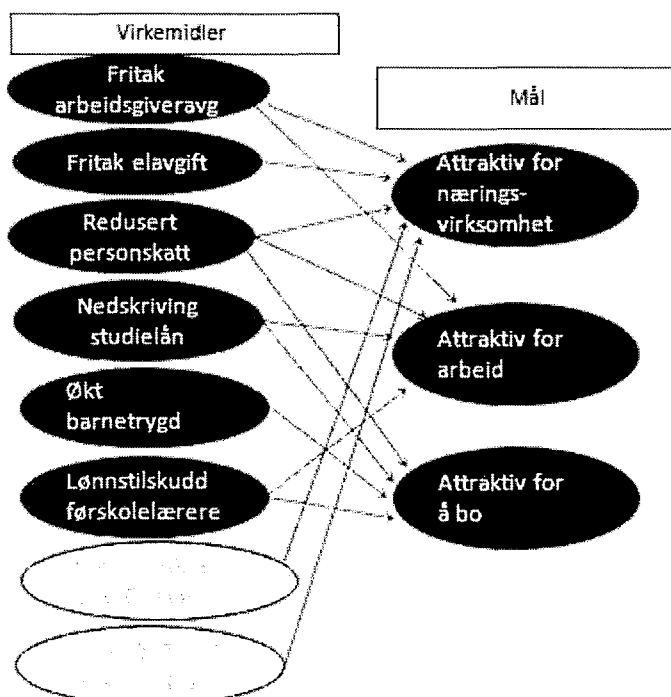 Virkemidler
Fritak
arbeidsgiveravg
Fritak elavgift
Redusert
personskatt
Nedskriving
studielån
Økt
barnetrygd
Lønnstilskudd
førskolelærere
Mål
Attraktiv for
nærings-
virksomhet
Attraktiv for
arbeid
Attraktiv for
å bo